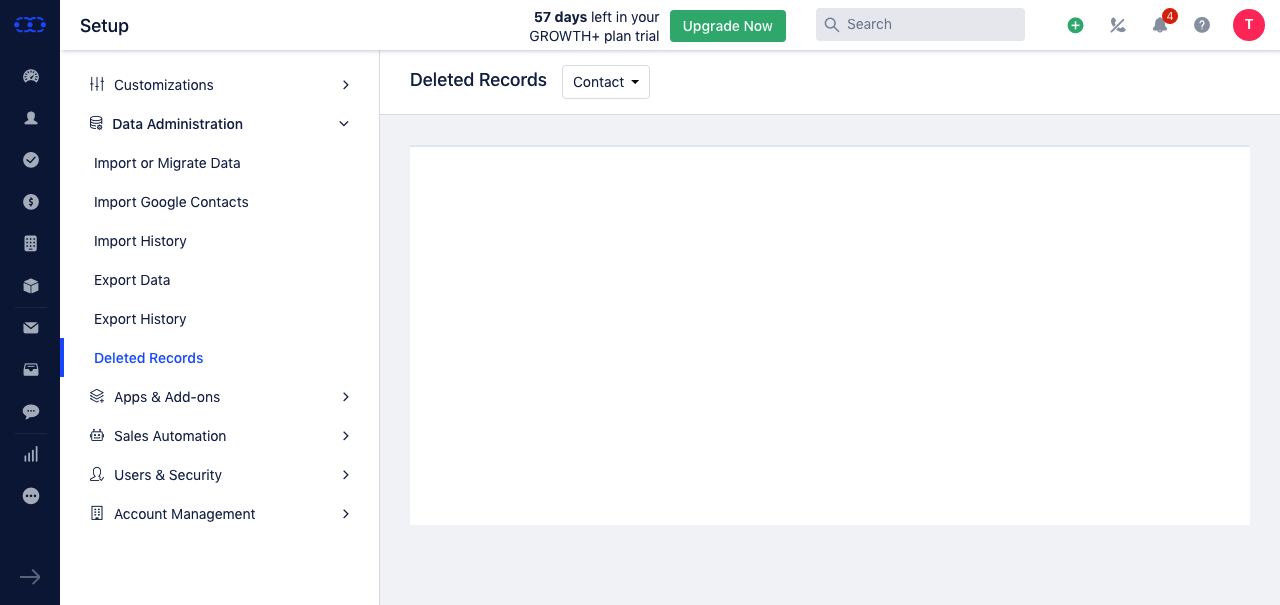 Setup
57 days left in your
GROWTH+ plan trial
Upgrade Now
Search
4
T
Customizations
Data Administration
Import or Migrate Data
Import Google Contacts
Import History
Export Data
Export History
Deleted Records
Apps & Add-ons
Sales Automation
Users & Security
Account Management
Deleted Records
Contact